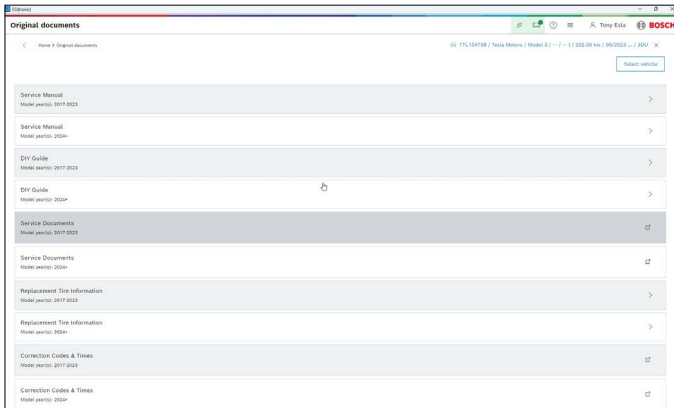 ESI[tronic]
Original documents
Tony Esla
BOSCH
Home > Original documents
TTL154798 / Tesla Motors / Model 3 / -- / -- | / 202.00 kw / 09/2023 ... / 3DU
Select vehicle
Service Manual
Model year(s): 2017-2023
Service Manual
Model year(s): 2024+
DIY Guide
Model year(s): 2017-2023
DIY Guide
Model year(s): 2024+
Service Documents
Model year(s): 2017-2023
Service Documents
Model year(s): 2024+
Replacement Tire Information
Model year(s): 2017-2023
Replacement Tire Information
Model year(s): 2024+
Correction Codes & Times
Model year(s): 2017-2023
Correction Codes & Times
Model year(s): 2024+